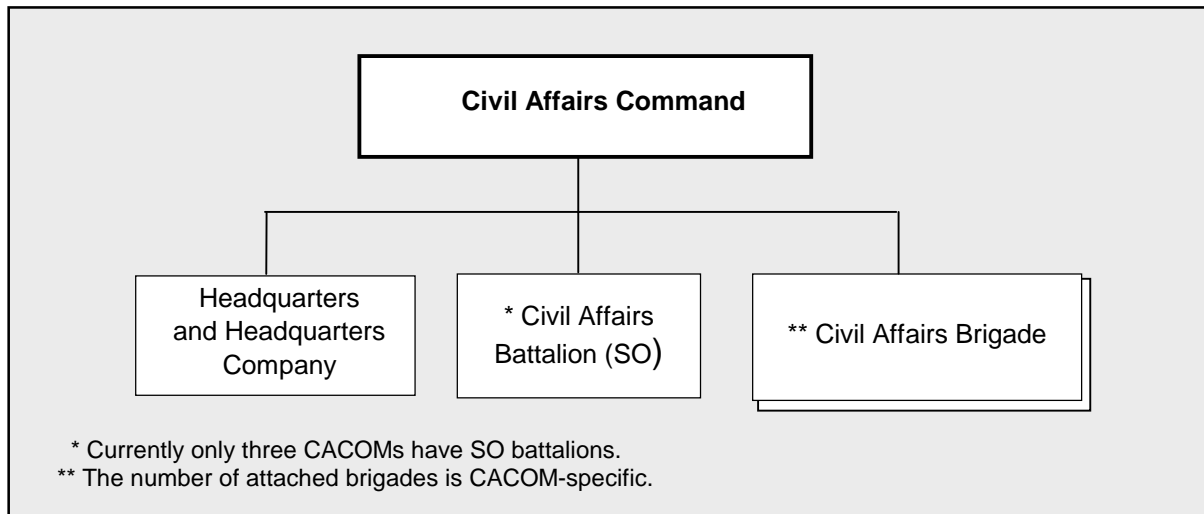 Civil Affairs Command
Headquarters
and Headquarters
Company
* Civil Affairs
Battalion (SO)
** Civil Affairs Brigade
* Currently only three CACOMs have SO battalions.
** The number of attached brigades is CACOM-specific.